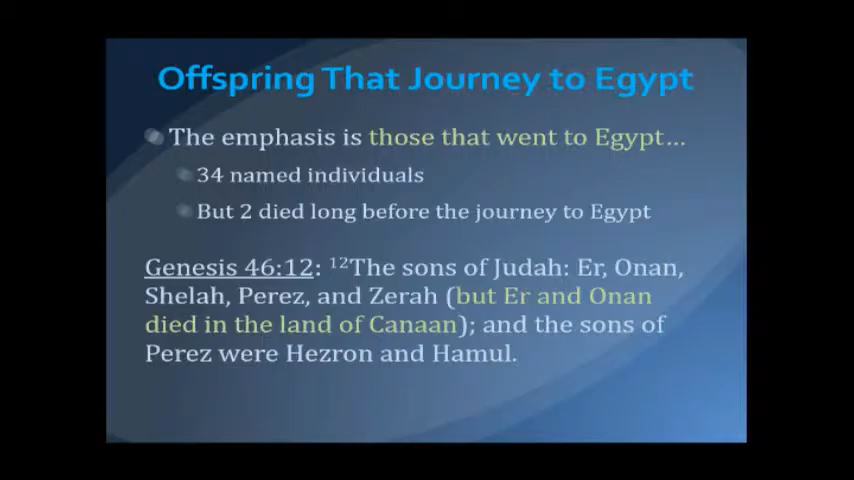 Offspring That Journey to Egypt
The emphasis is those that went to Egypt...
34 named individuals
But 2 died long before the journey to Egypt
Genesis 46:12: ¹²The sons of Judah: Er, Onan,
Shelah, Perez, and Zerah (but Er and Onan
died in the land of Canaan); and the sons of
Perez were Hezron and Hamul.